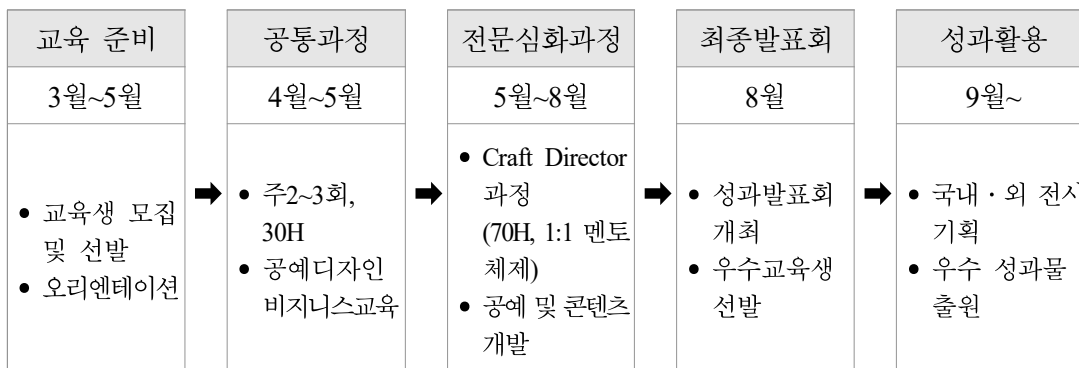 교육 준비
3월~5월
• 교육생 모집
및 선발
• 오리엔테이션
공통과정
4월~5월
• 주2~3회,
30H
• 공예디자인
비지니스교육
전문심화과정
5월~8월
• Craft Director
과정
(70H, 1:1 멘토
체제)
• 공예 및 콘텐츠
개발
최종발표회
8월
• 성과발표회
개최
• 우수교육생
선발
성과활용
9월~
• 국내 · 외 전시
기획
• 우수 성과물
출원